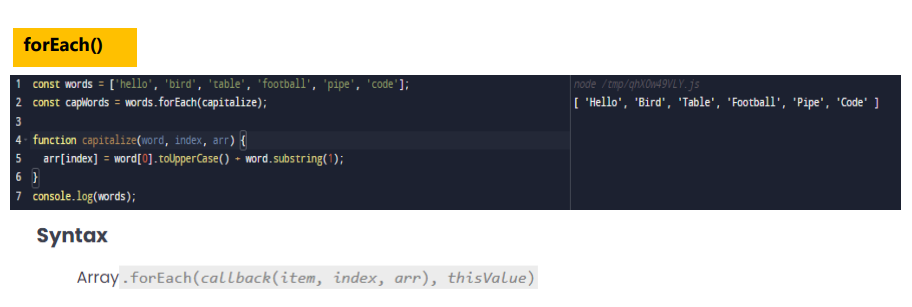 forEach()
1 const words = ['hello', 'bird', 'table', 'football', 'pipe', 'code'];
2 const capWords = words.forEach(capitalize);
3
4 function capitalize(word, index, arr) {
5 arr[index] = word[0].toUpperCase() + word.substring(1);
6 }
7 console.log(words);
node /tmp/qhX0w49VLY.js
[ 'Hello', 'Bird', 'Table', 'Football', 'Pipe', 'Code' ]
Syntax
Array.forEach(callback(item, index, arr), thisValue)